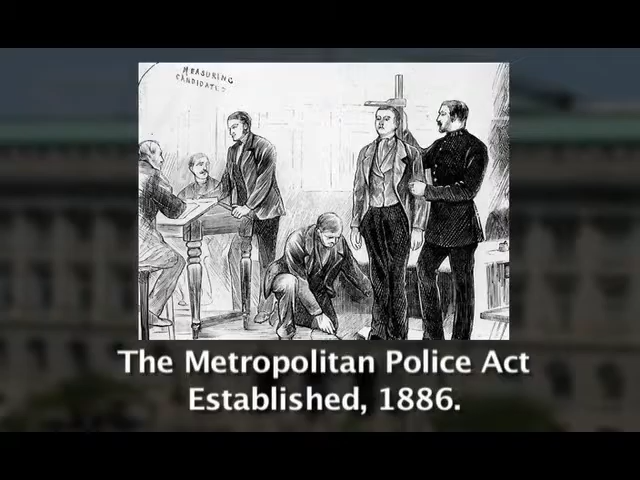 MEASURING
CANDIDATES
The Metropolitan Police Act
Established, 1886.